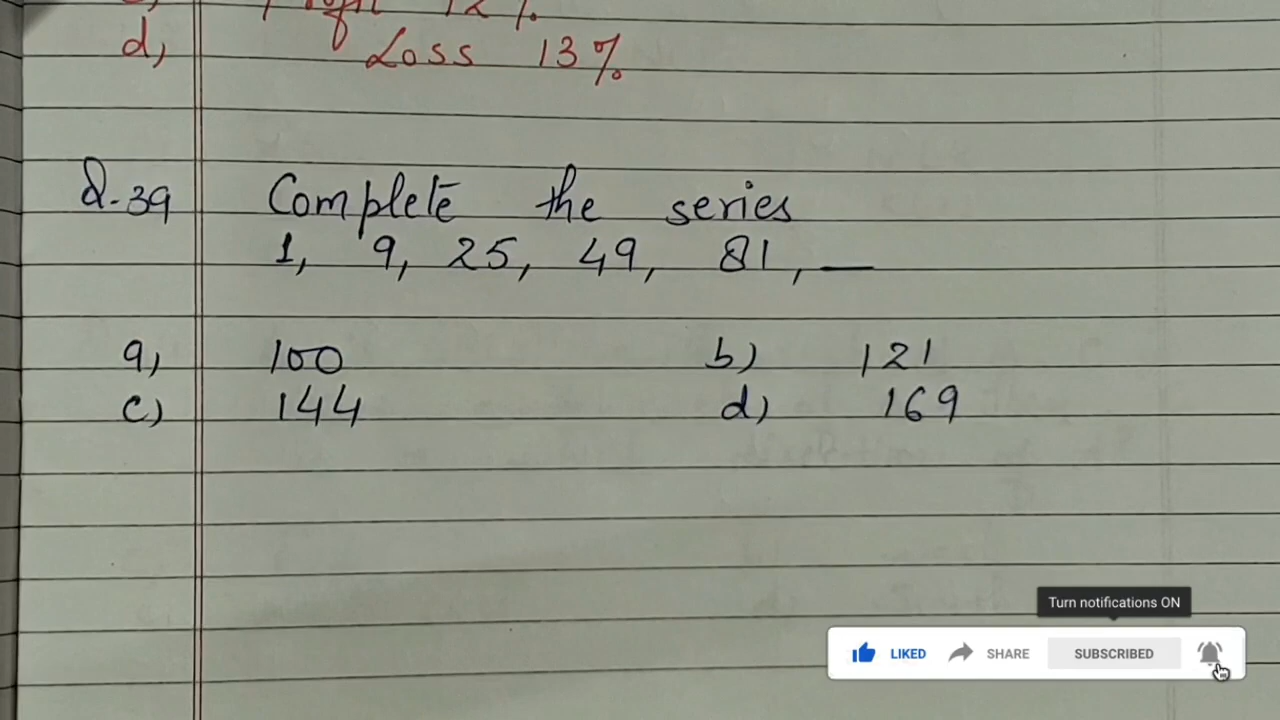 12%
d, Loss 13%
Q.39 Complete the series
1, 9, 25, 49, 81, —
a, 100 b) 121
c) 144 d) 169
Turn notifications ON
LIKED SHARE SUBSCRIBED